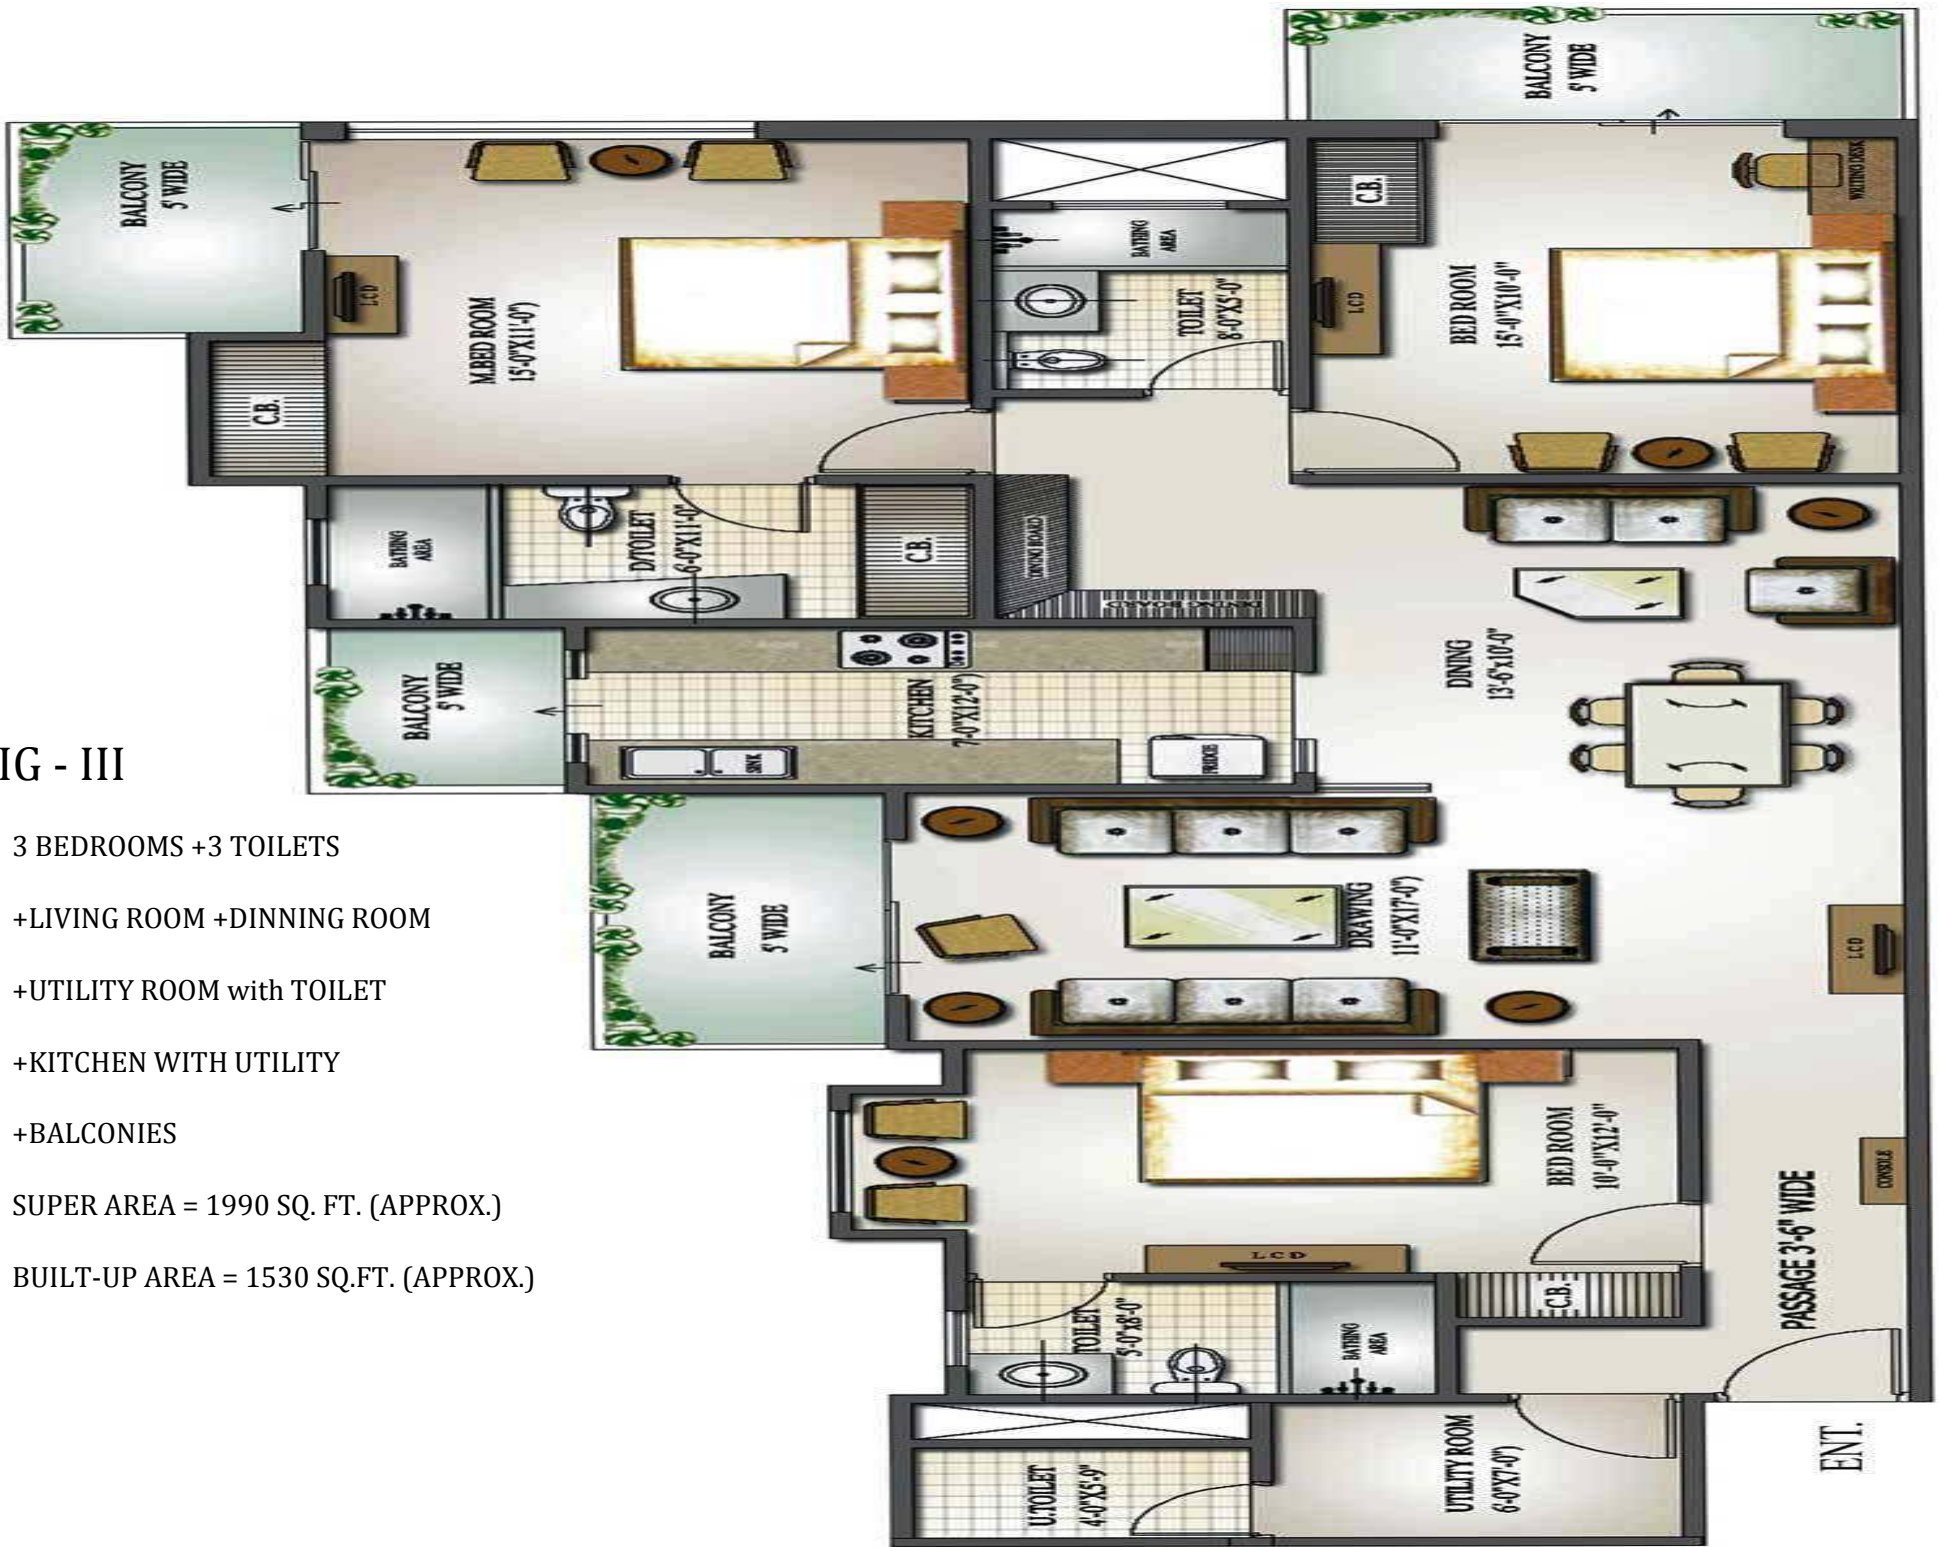 IG - III
3 BEDROOMS +3 TOILETS
+LIVING ROOM +DINNING ROOM
+UTILITY ROOM with TOILET
+KITCHEN WITH UTILITY
+BALCONIES
SUPER AREA = 1990 SQ. FT. (APPROX.)
BUILT-UP AREA = 1530 SQ.FT. (APPROX.)
BALCONY
5' WIDE
LCD
C.B.
M.BED ROOM
15'-0"X11'-0")
BATHING
AREA
TOILET
8'-0X5'-0"
BALCONY
5' WIDE
C.B.
LCD
WRITING DESK
BED ROOM
15'-0"X10'-0"
BATHING
AREA
D/TOILET
6'-0"X11'-0"
C.B.
DINING BOARD
DINING BOARD
BALCONY
5' WIDE
KITCHEN
7'-0"X12'-0")
SINK
FRIDGE
DINING
13'-6"x10'-0"
BALCONY
5' WIDE
DRAWING
11'-0"X17'-0")
LCD
BED ROOM
10'-0"X12'-0"
LCD
C.B.
CONSOLE
PASSAGE 3'-6" WIDE
TOILET
5'-0"x8'-0"
BATHING
AREA
U.TOILET
4'-0"X5'-9"
UTILITY ROOM
6'-0"X7'-0")
ENT.